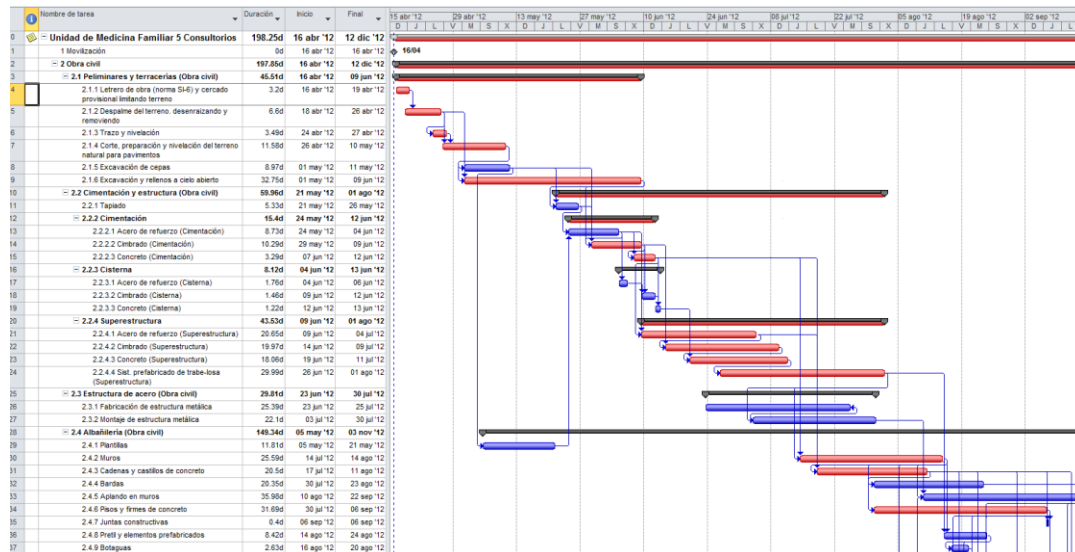 Nombre de tarea Duración Inicio Final 15 abr '12 29 abr '12 13 may '12 27 may '12 10 jun '12 24 jun '12 08 jul '12 22 jul '12 05 ago '12 19 ago '12 02 sep '12
D J L V M S X D J L V M S X D J L V M S X D J L V M S X
0 Unidad de Medicina Familiar 5 Consultorios 198.25d 16 abr '12 12 dic '12
1 1 Movilización 0d 16 abr '12 16 abr '12 16/04
2 2 Obra civil 197.85d 16 abr '12 12 dic '12
3 2.1 Peliminares y terracerias (Obra civil) 45.51d 16 abr '12 09 jun '12
4 2.1.1 Letrero de obra (norma SI-6) y cercado
provisional limitando terreno 3.2d 16 abr '12 19 abr '12
5 2.1.2 Despalme del terreno. desenraizando y
removiendo 6.6d 18 abr '12 26 abr '12
6 2.1.3 Trazo y nivelación 3.49d 24 abr '12 27 abr '12
7 2.1.4 Corte, preparación y nivelación del terreno
natural para pavimentos 11.58d 26 abr '12 10 may '12
8 2.1.5 Excavación de cepas 8.97d 01 may '12 11 may '12
9 2.1.6 Excavación y rellenos a cielo abierto 32.75d 01 may '12 09 jun '12
10 2.2 Cimentación y estructura (Obra civil) 59.96d 21 may '12 01 ago '12
11 2.2.1 Tapiado 5.33d 21 may '12 26 may '12
12 2.2.2 Cimentación 15.4d 24 may '12 12 jun '12
13 2.2.2.1 Acero de refuerzo (Cimentación) 8.73d 24 may '12 04 jun '12
14 2.2.2.2 Cimbrado (Cimentación) 10.29d 29 may '12 09 jun '12
15 2.2.2.3 Concreto (Cimentación) 3.29d 07 jun '12 12 jun '12
16 2.2.3 Cisterna 8.12d 04 jun '12 13 jun '12
17 2.2.3.1 Acero de refuerzo (Cisterna) 1.76d 04 jun '12 06 jun '12
18 2.2.3.2 Cimbrado (Cisterna) 1.46d 09 jun '12 12 jun '12
19 2.2.3.3 Concreto (Cisterna) 1.22d 12 jun '12 13 jun '12
20 2.2.4 Superestructura 43.53d 09 jun '12 01 ago '12
21 2.2.4.1 Acero de refuerzo (Superestructura) 20.65d 09 jun '12 04 jul '12
22 2.2.4.2 Cimbrado (Superestructura) 19.97d 14 jun '12 09 jul '12
23 2.2.4.3 Concreto (Superestructura) 18.06d 19 jun '12 11 jul '12
24 2.2.4.4 Sist. prefabricado de trabe-losa
(Superestructura) 29.99d 26 jun '12 01 ago '12
25 2.3 Estructura de acero (Obra civil) 29.81d 23 jun '12 30 jul '12
26 2.3.1 Fabricación de estructura metálica 25.39d 23 jun '12 25 jul '12
27 2.3.2 Montaje de estructura metálica 22.1d 03 jul '12 30 jul '12
28 2.4 Albañilería (Obra civil) 149.34d 05 may '12 03 nov '12
29 2.4.1 Plantillas 11.81d 05 may '12 21 may '12
30 2.4.2 Muros 25.59d 14 jul '12 14 ago '12
31 2.4.3 Cadenas y castillos de concreto 20.5d 17 jul '12 11 ago '12
32 2.4.4 Bardas 20.35d 30 jul '12 23 ago '12
33 2.4.5 Aplando en muros 35.98d 10 ago '12 22 sep '12
34 2.4.6 Pisos y firmes de concreto 31.69d 30 jul '12 06 sep '12
35 2.4.7 Juntas constructivas 0.4d 06 sep '12 06 sep '12
36 2.4.8 Pretil y elementos prefabricados 8.42d 14 ago '12 24 ago '12
37 2.4.9 Botaguas 2.63d 16 ago '12 20 ago '12